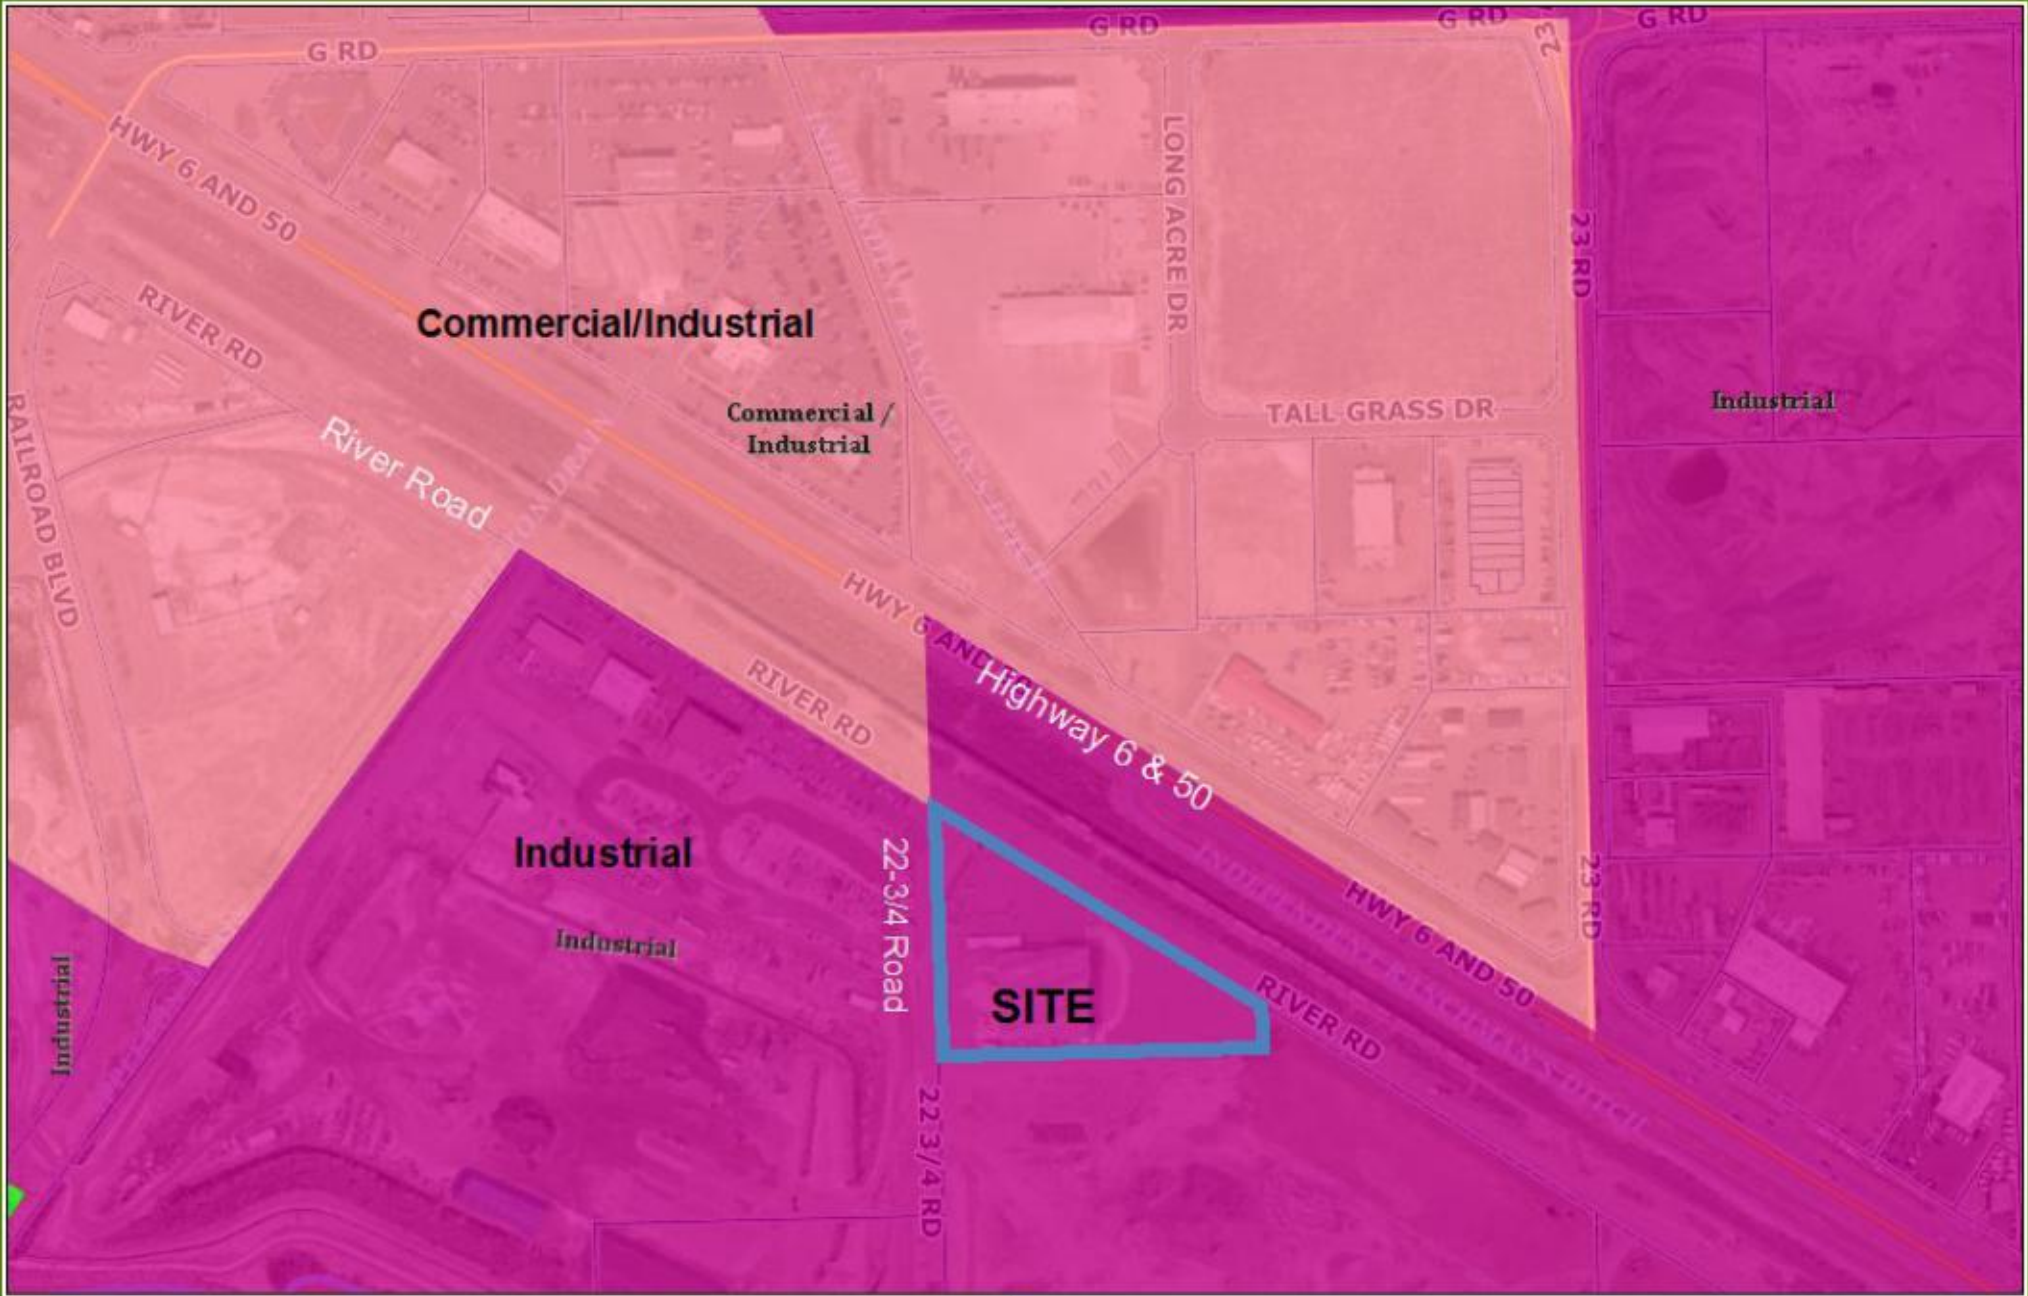 G RD
G RD
G RD
G RD
23
HWY 6 AND 50
LONG ACRE DR
23 RD
RIVER RD
Commercial/Industrial
Commercial /
Industrial
TALL GRASS DR
Industrial
RAILROAD BLVD
River Road
HWY 6 AND
Highway 6 & 50
RIVER RD
Industrial
22-3/4 Road
23 RD
HWY 6 AND 50
Industrial
Industrial
SITE
RIVER RD
22 3/4 RD